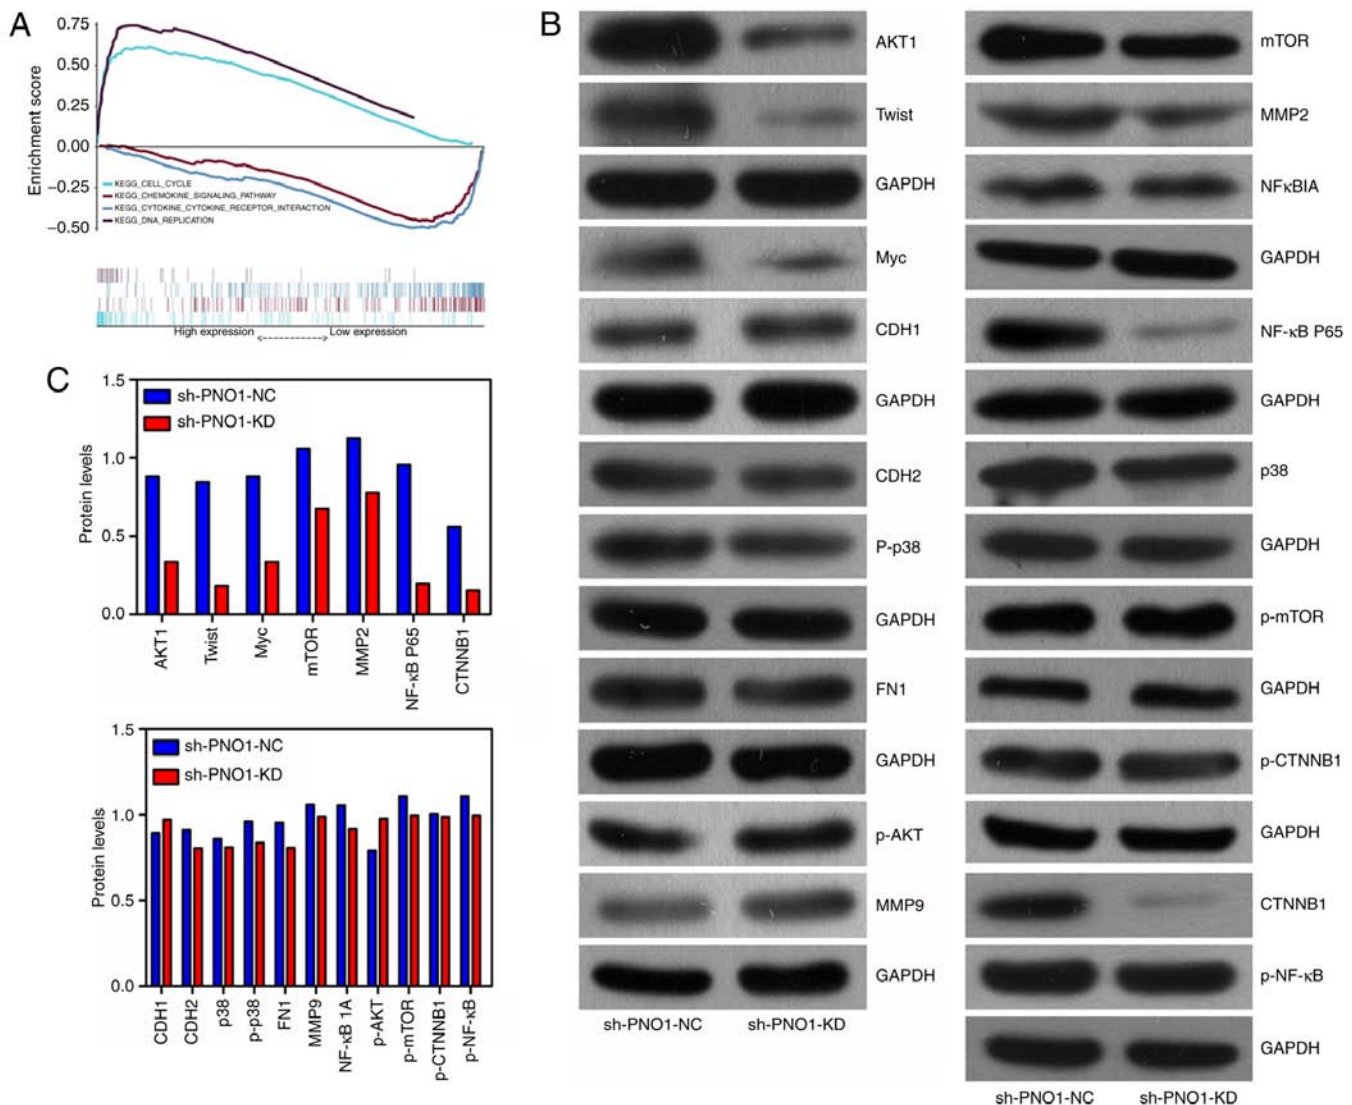 A
0.75
0.50
0.25
0.00
−0.25
−0.50
Enrichment score
KEGG_CELL_CYCLE
KEGG_CHEMOKINE_SIGNALING_PATHWAY
KEGG_CYTOKINE_CYTOKINE_RECEPTOR_INTERACTION
KEGG_DNA_REPLICATION
High expression <-----------> Low expression
B
AKT1
Twist
GAPDH
Myc
CDH1
GAPDH
CDH2
P-p38
GAPDH
FN1
GAPDH
p-AKT
MMP9
GAPDH
sh-PNO1-NC sh-PNO1-KD
mTOR
MMP2
NFκBIA
GAPDH
NF-κB P65
GAPDH
p38
GAPDH
p-mTOR
GAPDH
p-CTNNB1
GAPDH
CTNNB1
p-NF-κB
GAPDH
sh-PNO1-NC sh-PNO1-KD
C
1.5
1.0
0.5
0.0
Protein levels
sh-PNO1-NC
sh-PNO1-KD
AKT1
Twist
Myc
mTOR
MMP2
NF-κB P65
CTNNB1
1.5
1.0
0.5
0.0
Protein levels
sh-PNO1-NC
sh-PNO1-KD
CDH1
CDH2
p38
p-p38
FN1
MMP9
NF-κB 1A
p-AKT
p-mTOR
p-CTNNB1
p-NF-κB